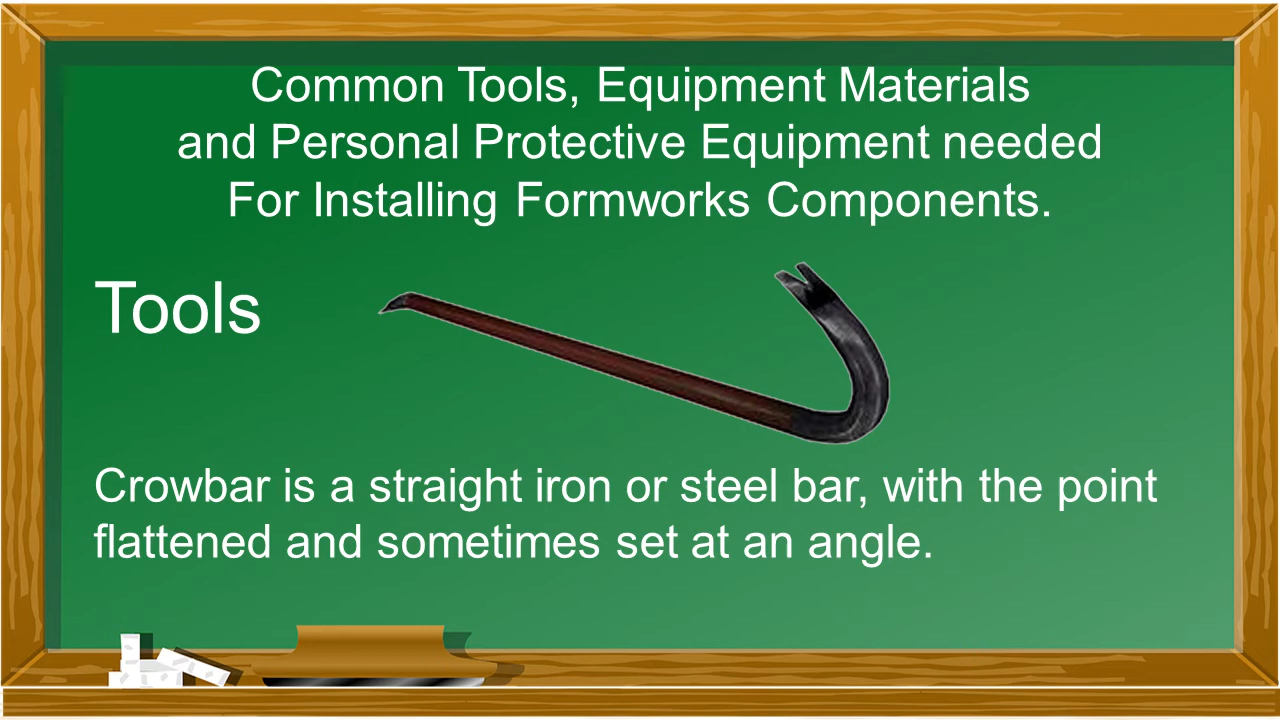 Common Tools, Equipment Materials
and Personal Protective Equipment needed
For Installing Formworks Components.
Tools
Crowbar is a straight iron or steel bar, with the point
flattened and sometimes set at an angle.